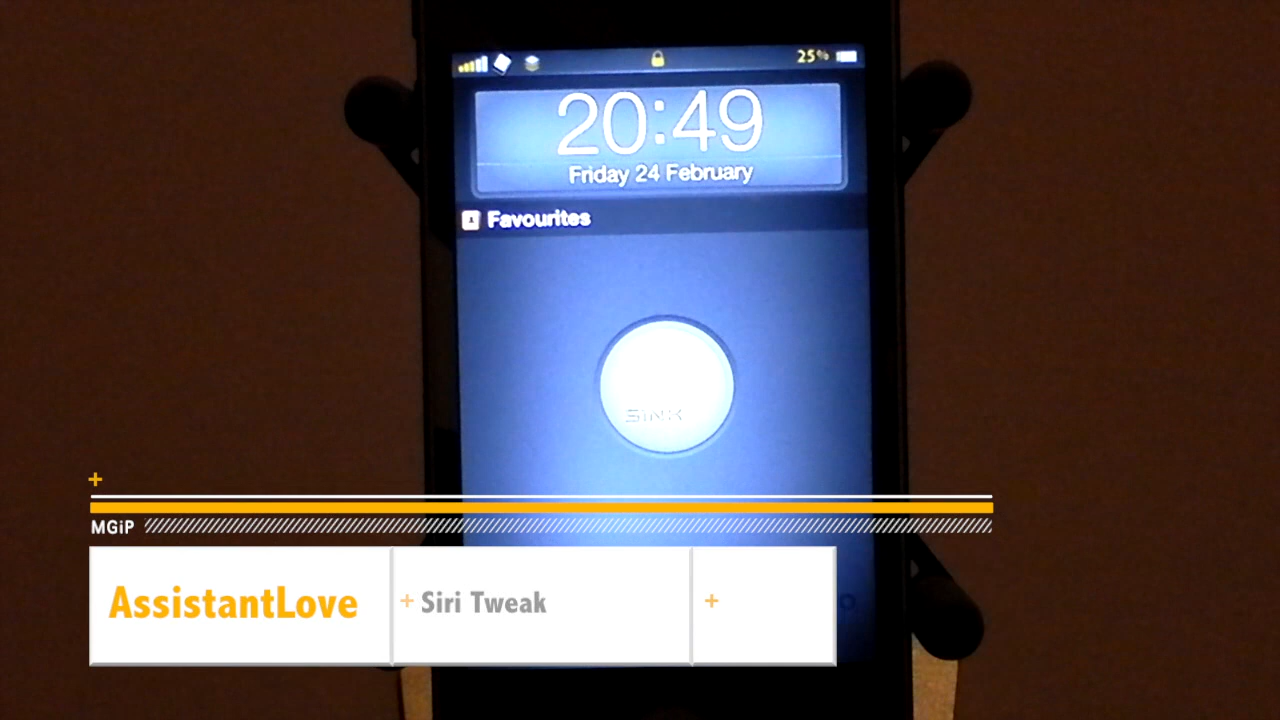 25%
20:49
Friday 24 February
Favourites
MGiP
AssistantLove
+ Siri Tweak